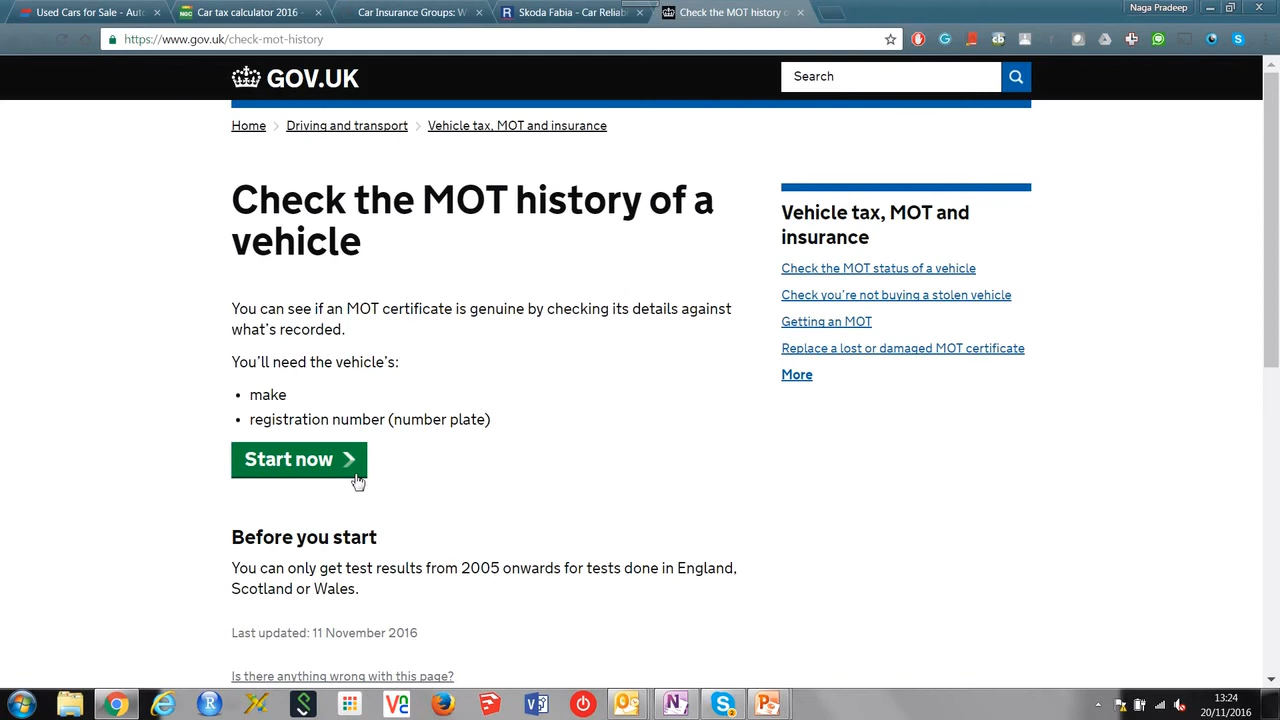 Used Cars for Sale - Auto
Car tax calculator 2016 -
Car Insurance Groups: W
Skoda Fabia - Car Reliab
Check the MOT history o
Naga Pradeep
https://www.gov.uk/check-mot-history
GOV.UK
Search
Home
Driving and transport
Vehicle tax, MOT and insurance
Check the MOT history of a
vehicle
You can see if an MOT certificate is genuine by checking its details against
what's recorded.
You'll need the vehicle's:
• make
• registration number (number plate)
Start now
Before you start
You can only get test results from 2005 onwards for tests done in England,
Scotland or Wales.
Last updated: 11 November 2016
Is there anything wrong with this page?
Vehicle tax, MOT and
insurance
Check the MOT status of a vehicle
Check you're not buying a stolen vehicle
Getting an MOT
Replace a lost or damaged MOT certificate
More
13:24
20/11/2016